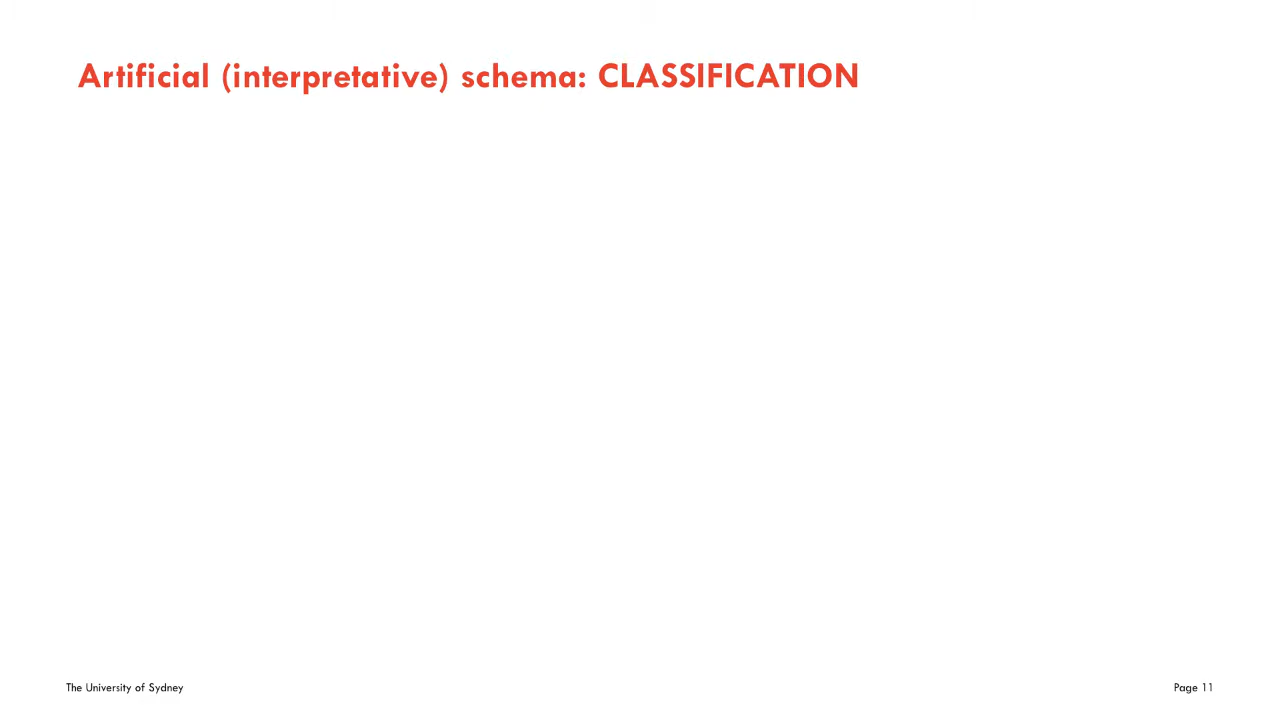 Artificial (interpretative) schema: CLASSIFICATION
The University of Sydney
Page 11